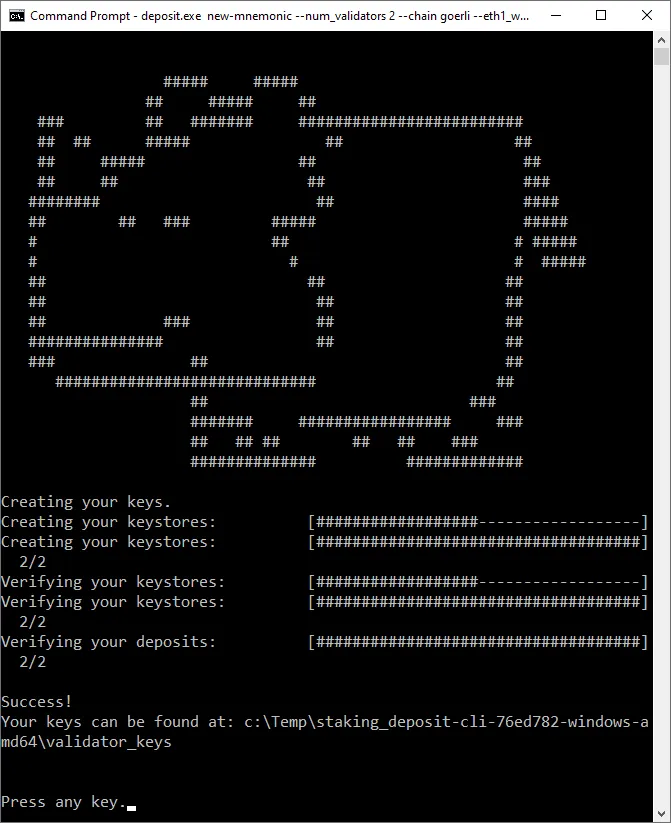 Command Prompt - deposit.exe  new-mnemonic --num_validators 2 --chain goerli --eth1_w...
                  #####     #####
                ##     #####     ##
    ###         ##   #######     #########################
    ##  ##      #####               ##                   ##
    ##     #####                 ##                       ##
    ##     ##                     ##                      ###
   ########                        ##                     ####
   ##        ##   ###         #####                       #####
   #                          ##                         # #####
   #                            #                        #  #####
   ##                             ##                    ##
   ##                              ##                   ##
   ##             ###              ##                   ##
   ###############                 ##                   ##
   ###               ##                                 ##
      #############################                    ##
                     ##                             ###
                     #######     #################     ###
                     ##   ## ##        ##   ##    ###
                     ##############          #############
Creating your keys.
Creating your keystores:          [##################------------------]
Creating your keystores:          [####################################]
  2/2
Verifying your keystores:         [##################------------------]
Verifying your keystores:         [####################################]
  2/2
Verifying your deposits:          [####################################]
  2/2
Success!
Your keys can be found at: c:\Temp\staking_deposit-cli-76ed782-windows-a
md64\validator_keys
Press any key.